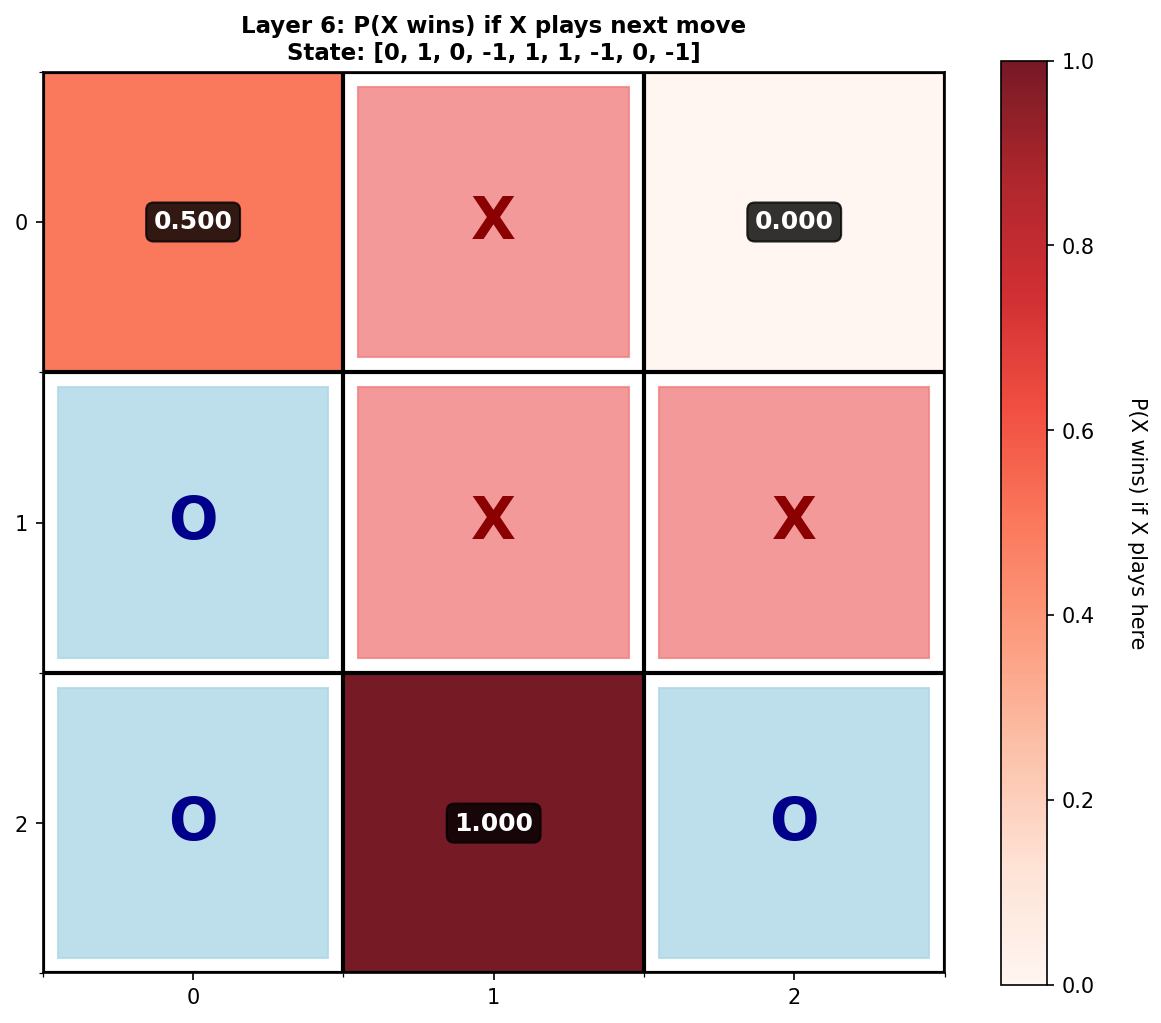 Layer 6: P(X wins) if X plays next move
State: [0, 1, 0, -1, 1, 1, -1, 0, -1]
0.500
X
0.000
O
X
X
O
1.000
O
0
1
2
0
1
2
1.0
0.8
0.6
0.4
0.2
0.0
P(X wins) if X plays here